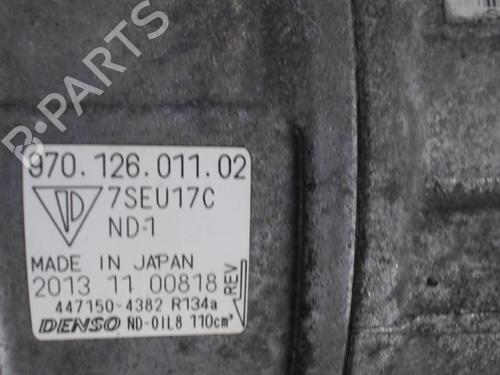 B-PARTS
970.126.011.02
7SEU17C
ND-1
MADE IN JAPAN
2013 11 00818
REV
447150-4382 R134a
DENSO ND-OIL8 110cm³